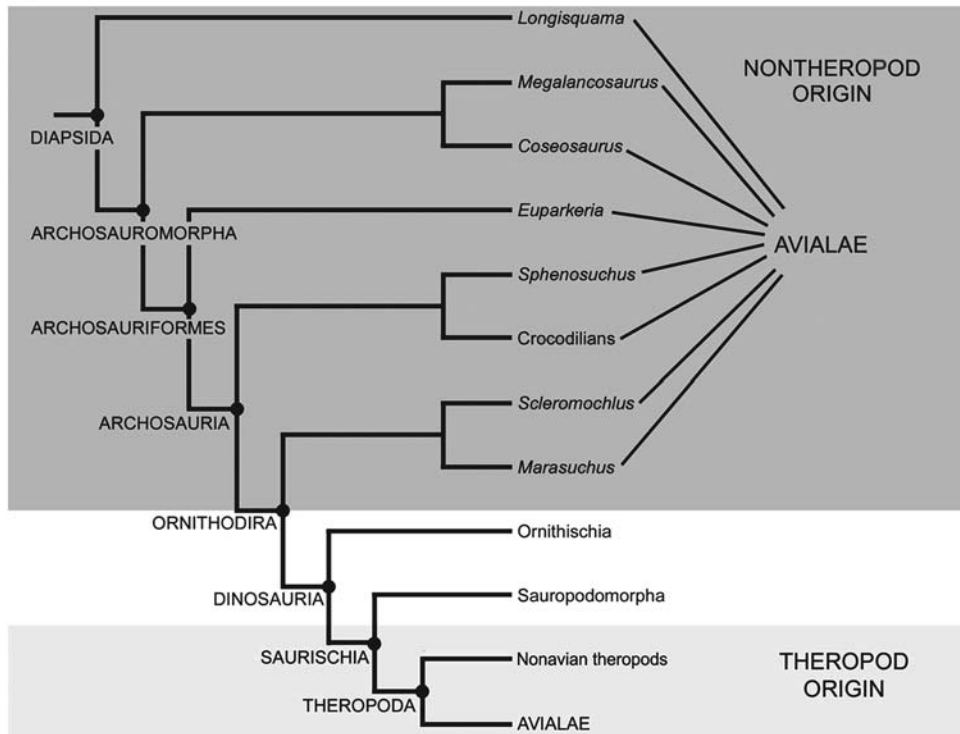 Longisquama
NONTHEROPOD
ORIGIN
Megalancosaurus
DIAPSIDA
Coseosaurus
Euparkeria
ARCHOSAUROMORPHA
AVIALAE
Sphenosuchus
ARCHOSAURIFORMES
Crocodilians
Scleromochlus
ARCHOSAURIA
Marasuchus
ORNITHODIRA
Ornithischia
DINOSAURIA
Sauropodomorpha
SAURISCHIA
Nonavian theropods
THEROPOD
ORIGIN
THEROPODA
AVIALAE